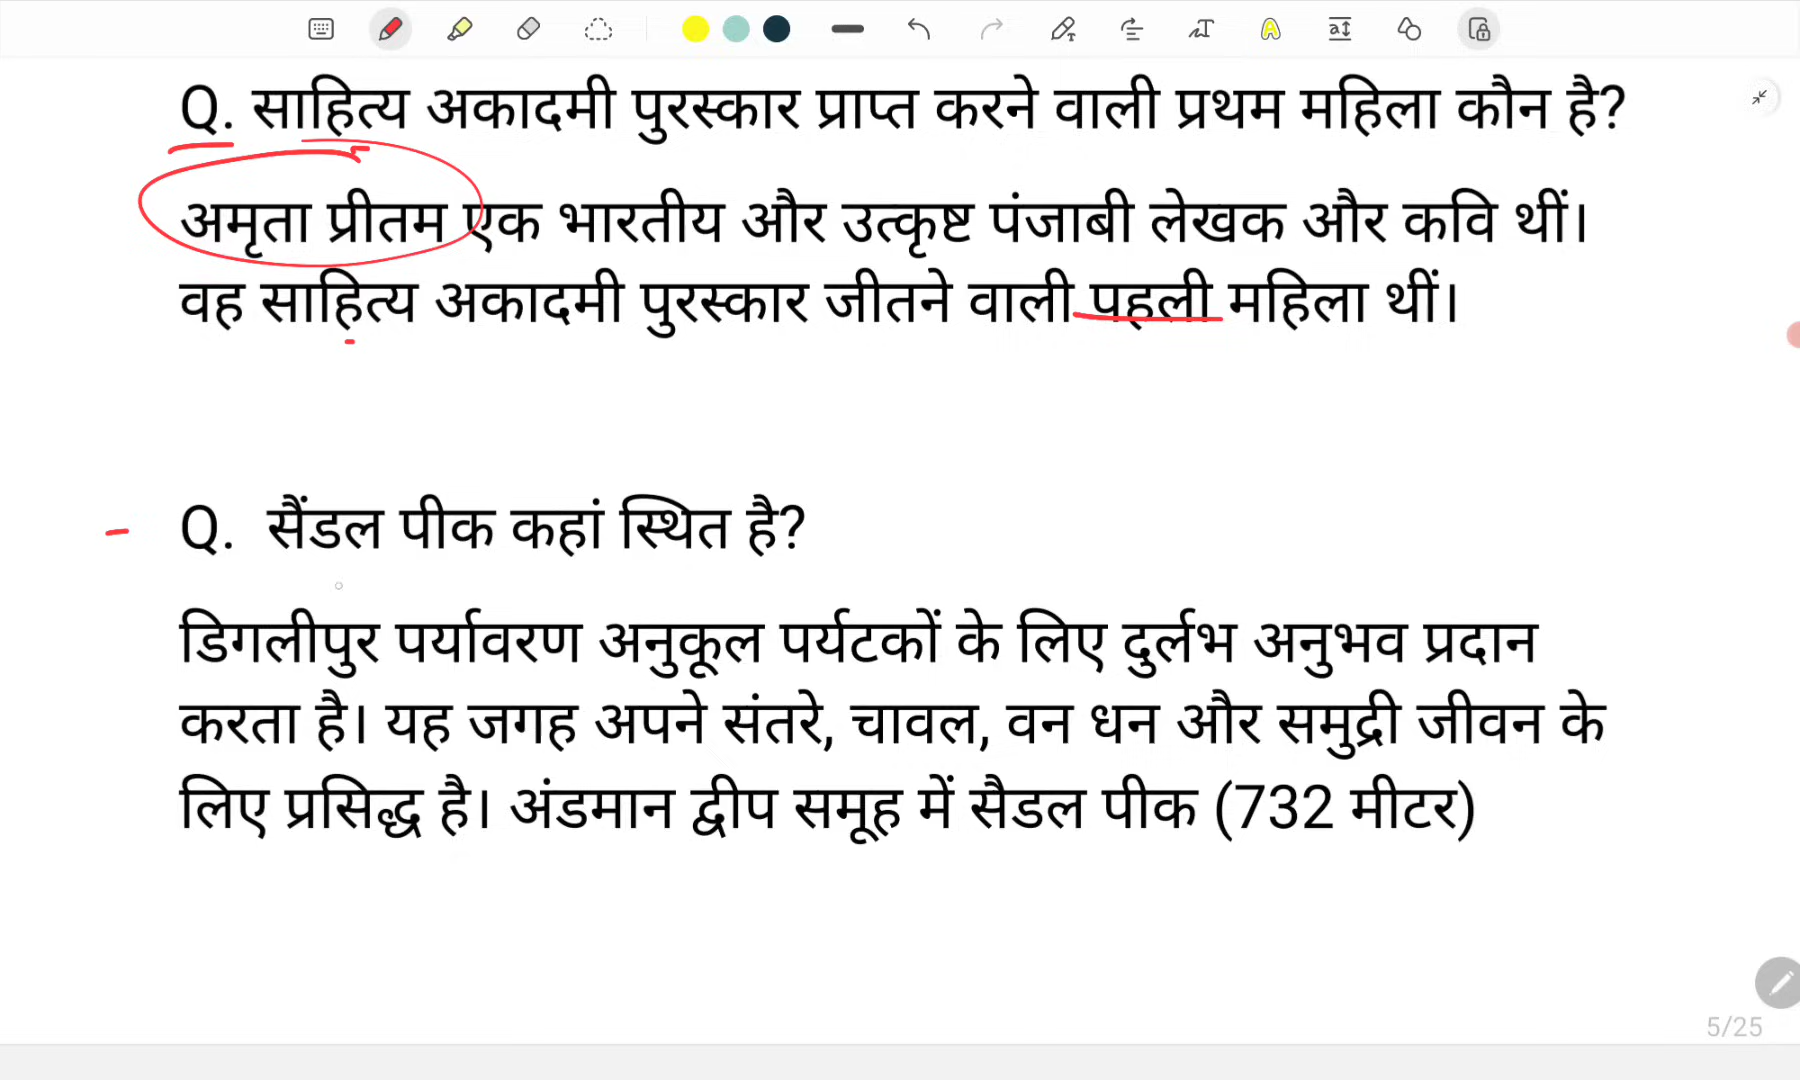 Q. साहित्य अकादमी पुरस्कार प्राप्त करने वाली प्रथम महिला कौन है?
अमृता प्रीतम एक भारतीय और उत्कृष्ट पंजाबी लेखक और कवि थीं।
वह साहित्य अकादमी पुरस्कार जीतने वाली पहली महिला थीं।
Q. सैंडल पीक कहां स्थित है?
डिगलीपुर पर्यावरण अनुकूल पर्यटकों के लिए दुर्लभ अनुभव प्रदान
करता है। यह जगह अपने संतरे, चावल, वन धन और समुद्री जीवन के
लिए प्रसिद्ध है। अंडमान द्वीप समूह में सैडल पीक (732 मीटर)
5/25